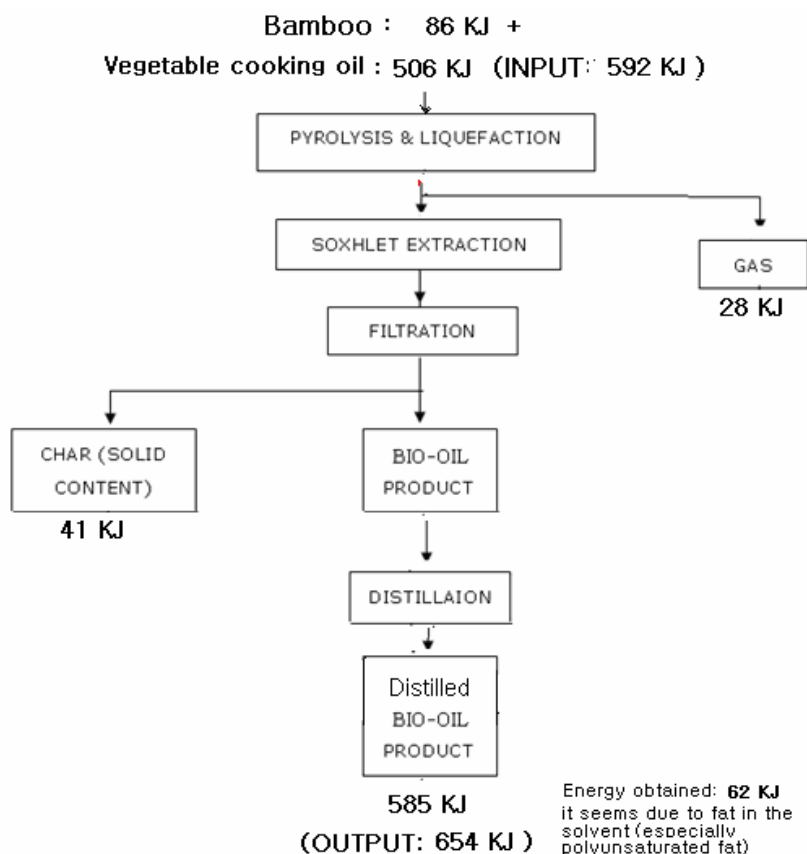 Bamboo : 86 KJ +
Vegetable cooking oil : 506 KJ (INPUT: 592 KJ )
PYROLYSIS & LIQUEFACTION
SOXHLET EXTRACTION
GAS
28 KJ
FILTRATION
CHAR (SOLID
CONTENT)
41 KJ
BIO-OIL
PRODUCT
DISTILLAION
Distilled
BIO-OIL
PRODUCT
585 KJ
(OUTPUT: 654 KJ )
Energy obtained: 62 KJ
it seems due to fat in the
solvent (especially
polyunsaturated fat)